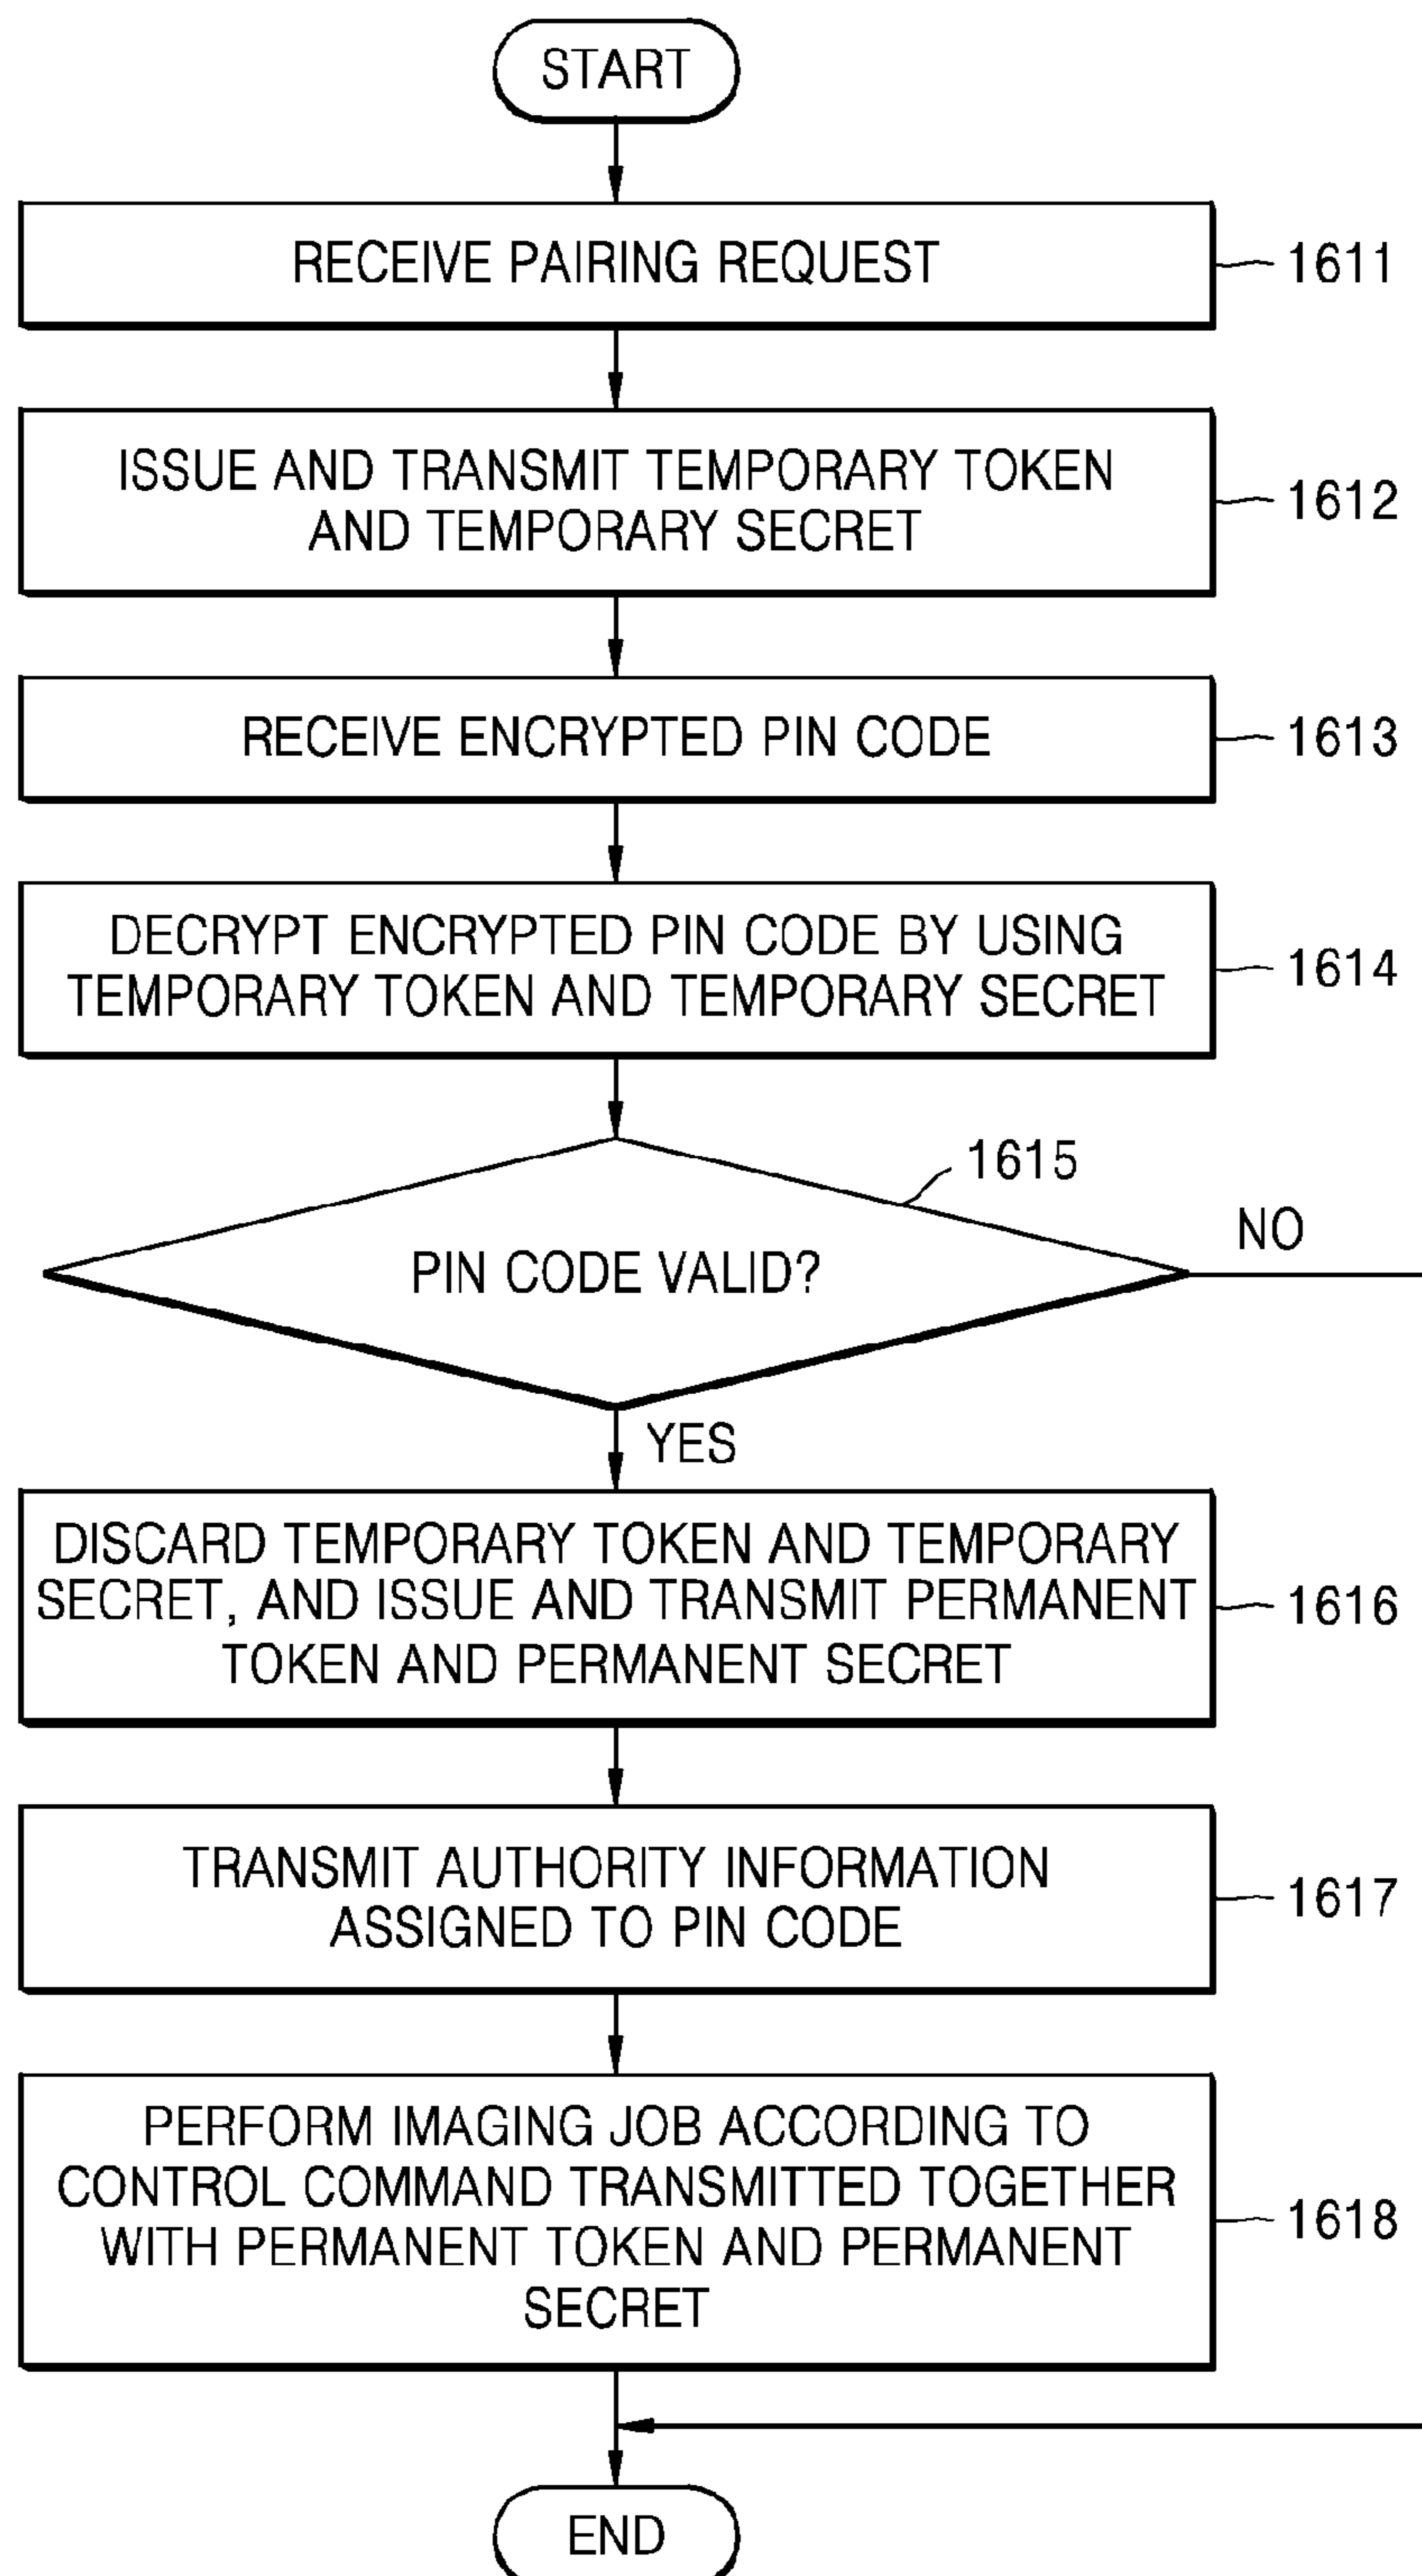 START
RECEIVE PAIRING REQUEST
1611
ISSUE AND TRANSMIT TEMPORARY TOKEN
AND TEMPORARY SECRET
1612
RECEIVE ENCRYPTED PIN CODE
1613
DECRYPT ENCRYPTED PIN CODE BY USING
TEMPORARY TOKEN AND TEMPORARY SECRET
1614
1615
PIN CODE VALID?
NO
YES
DISCARD TEMPORARY TOKEN AND TEMPORARY
SECRET, AND ISSUE AND TRANSMIT PERMANENT
TOKEN AND PERMANENT SECRET
1616
TRANSMIT AUTHORITY INFORMATION
ASSIGNED TO PIN CODE
1617
PERFORM IMAGING JOB ACCORDING TO
CONTROL COMMAND TRANSMITTED TOGETHER
WITH PERMANENT TOKEN AND PERMANENT
SECRET
1618
END